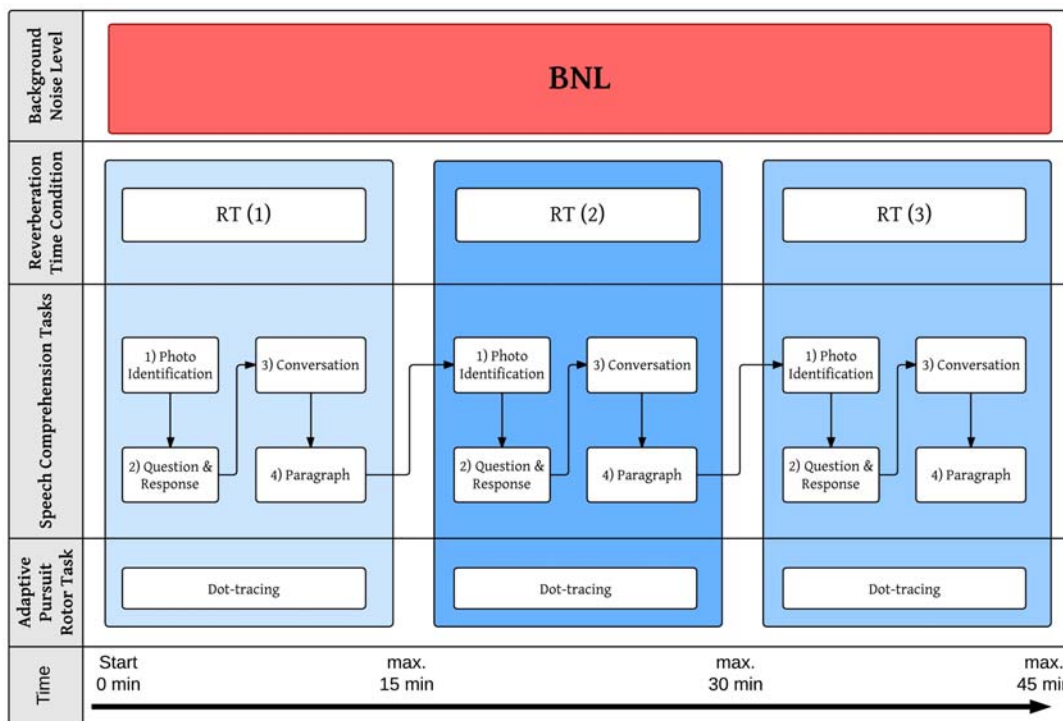 Background
Noise Level
BNL
Reverberation
Time Condition
RT (1)
RT (2)
RT (3)
Speech Comprehension Tasks
1) Photo
Identification
3) Conversation
2) Question &
Response
4) Paragraph
1) Photo
Identification
3) Conversation
2) Question &
Response
4) Paragraph
1) Photo
Identification
3) Conversation
2) Question &
Response
4) Paragraph
Adaptive
Pursuit
Rotor Task
Dot-tracing
Dot-tracing
Dot-tracing
Time
Start
0 min
max.
15 min
max.
30 min
max.
45 min